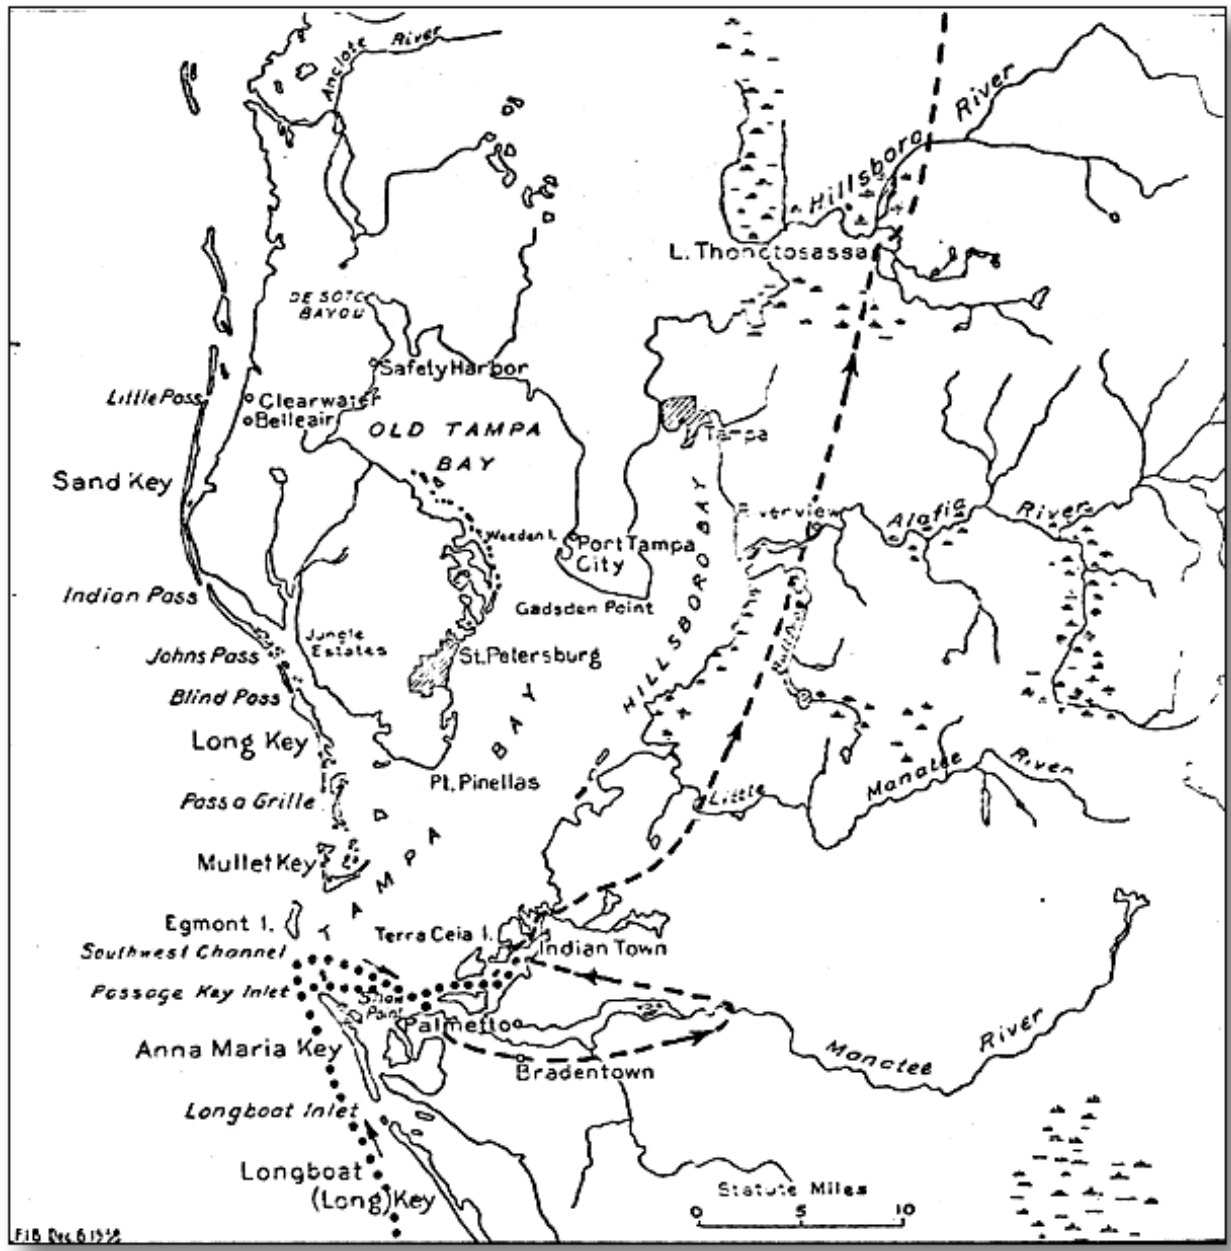 Anclote River
Hillsboro River
L. Thonotosassa
DE SOTO
BAYOU
Safety Harbor
Little Pass
Clearwater
Belleair
OLD TAMPA
BAY
Tampa
Sand Key
HILLSBORO BAY
Riverview
Alafia River
Weeden I.
Port Tampa
City
Indian Pass
Gadsden Point
Jungle
Estates
Johns Pass
St. Petersburg
Blind Pass
Long Key
Pt. Pinellas
Little Manatee River
Pass a Grille
Mullet Key
TAMPA BAY
Egmont I.
Terra Ceia I.
Indian Town
Southwest Channel
Passage Key Inlet
Shaw
Point
Palmetto
Anna Maria Key
Manatee River
Bradentown
Longboat Inlet
Longboat
(Long) Key
Statute Miles
0 5 10